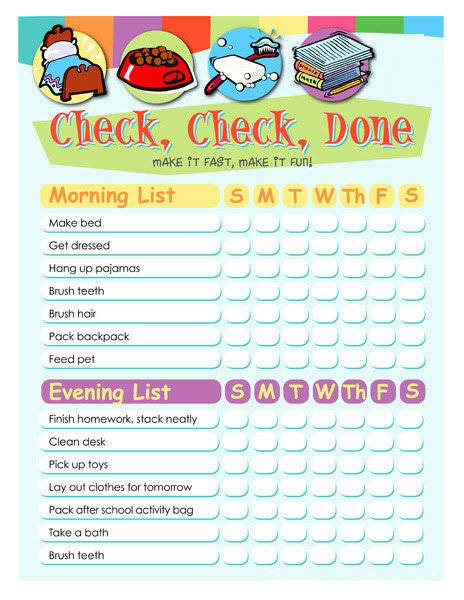 Check, Check, Done
MAKE IT FAST, MAKE IT FUN!
Morning List S M T W Th F S
Make bed
Get dressed
Hang up pajamas
Brush teeth
Brush hair
Pack backpack
Feed pet
Evening List S M T W Th F S
Finish homework, stack neatly
Clean desk
Pick up toys
Lay out clothes for tomorrow
Pack after school activity bag
Take a bath
Brush teeth